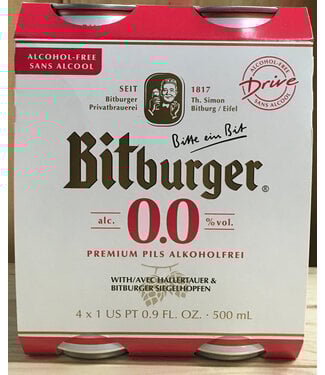 ALCOHOL-FREE
SANS ALCOOL
SEIT
1817
Bitburger
Privatbrauerei
Th. Simon
Bitburg / Eifel
ALCOHOL-FREE
Drive
SANS ALCOOL
Bitte ein Bit
Bitburger®
alc. 0.0 %vol.
PREMIUM PILS ALKOHOLFREI
WITH/AVEC HALLERTAUER &
BITBURGER SIEGELHOPFEN
4 x 1 US PT 0.9 FL. OZ. - 500 mL